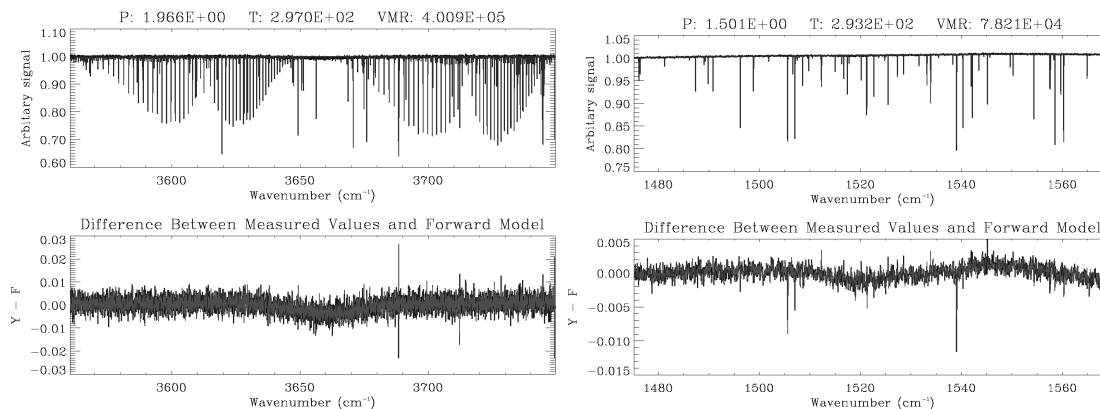 P: 1.966E+00 T: 2.970E+02 VMR: 4.009E+05
1.10
1.00
0.90
0.80
0.70
0.60
Arbitary signal
3600 3650 3700
Wavenumber (cm⁻¹)
Difference Between Measured Values and Forward Model
0.03
0.02
0.01
0.00
−0.01
−0.02
−0.03
Y − F
3600 3650 3700
Wavenumber (cm⁻¹)
P: 1.501E+00 T: 2.932E+02 VMR: 7.821E+04
1.05
1.00
0.95
0.90
0.85
0.80
0.75
Arbitary signal
1480 1500 1520 1540 1560
Wavenumber (cm⁻¹)
Difference Between Measured Values and Forward Model
0.005
0.000
−0.005
−0.010
−0.015
Y − F
1480 1500 1520 1540 1560
Wavenumber (cm⁻¹)